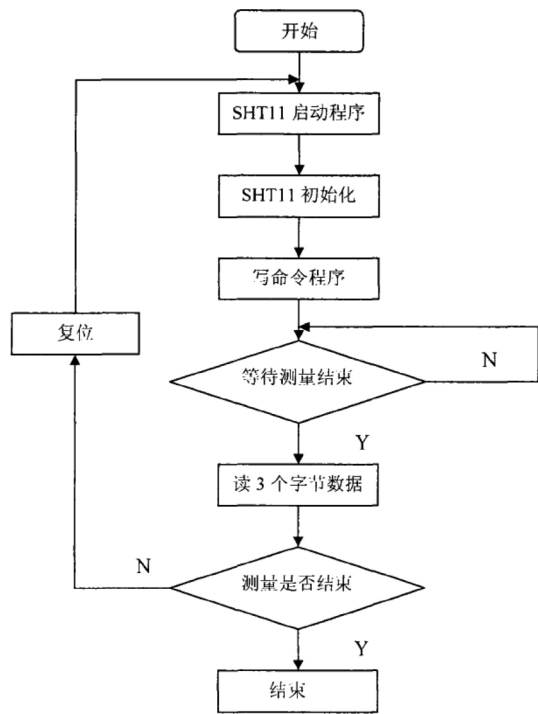 开始
SHT11 启动程序
SHT11 初始化
写命令程序
复位
等待测量结束
N
Y
读 3 个字节数据
N
测量是否结束
Y
结束